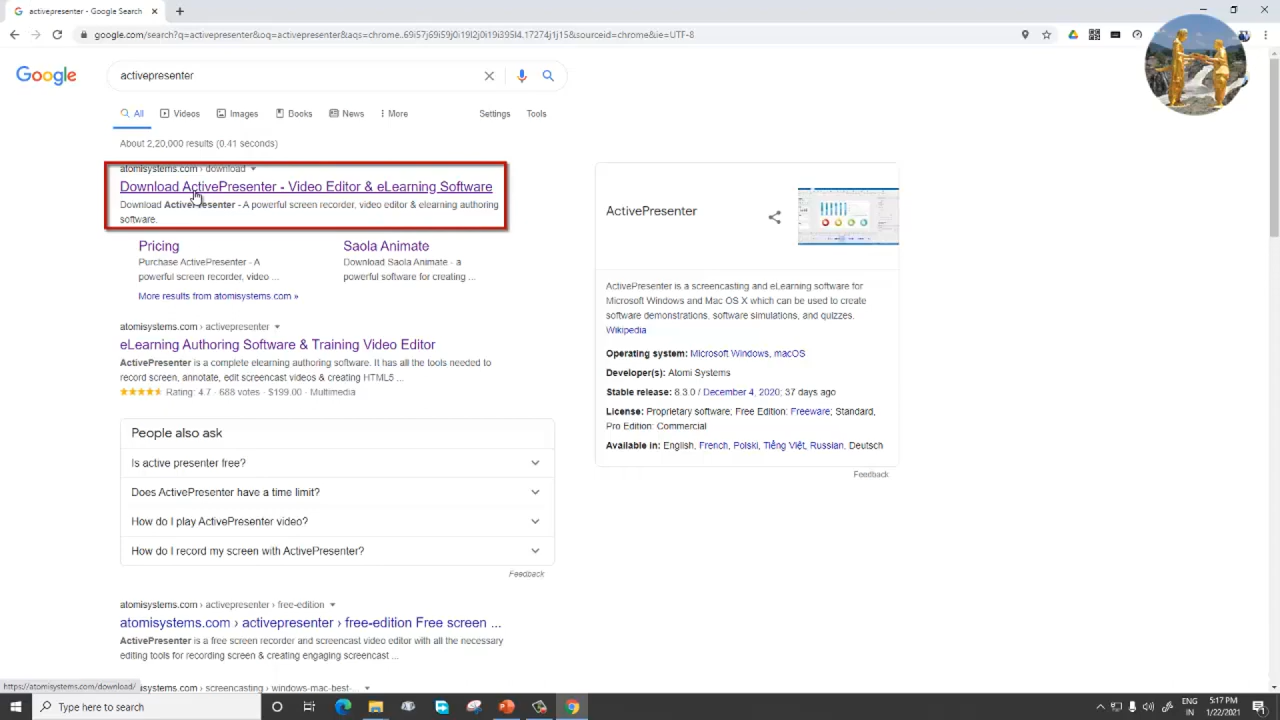 activepresenter - Google Search
google.com/search?q=activepresenter&oq=activepresenter&aqs=chrome..69i57j69i59j0i19l2j0i19i395l4.17274j1j15&sourceid=chrome&ie=UTF-8
Google
activepresenter
All Videos Images Books News More Settings Tools
About 2,20,000 results (0.41 seconds)
atomisystems.com › download
Download ActivePresenter - Video Editor & eLearning Software
Download ActivePresenter - A powerful screen recorder, video editor & elearning authoring
software.
Pricing
Purchase ActivePresenter - A
powerful screen recorder, video ...
Saola Animate
Download Saola Animate - a
powerful software for creating ...
More results from atomisystems.com »
atomisystems.com › activepresenter
eLearning Authoring Software & Training Video Editor
ActivePresenter is a complete elearning authoring software. It has all the tools needed to
record screen, annotate, edit screencast videos & creating HTML5 ...
Rating: 4.7 · 688 votes · $199.00 · Multimedia
People also ask
Is active presenter free?
Does ActivePresenter have a time limit?
How do I play ActivePresenter video?
How do I record my screen with ActivePresenter?
Feedback
atomisystems.com › activepresenter › free-edition
atomisystems.com › activepresenter › free-edition Free screen ...
ActivePresenter is a free screen recorder and screencast video editor with all the necessary
editing tools for recording screen & creating engaging screencast ...
ActivePresenter
ActivePresenter is a screencasting and eLearning software for
Microsoft Windows and Mac OS X which can be used to create
software demonstrations, software simulations, and quizzes.
Wikipedia
Operating system: Microsoft Windows, macOS
Developer(s): Atomi Systems
Stable release: 8.3.0 / December 4, 2020; 37 days ago
License: Proprietary software; Free Edition: Freeware; Standard,
Pro Edition: Commercial
Available in: English, French, Polski, Tiếng Việt, Russian, Deutsch
Feedback
https://atomisystems.com/download/
systems.com › screencasting › windows-mac-best-
Type here to search
ENG
IN
5:17 PM
1/22/2021